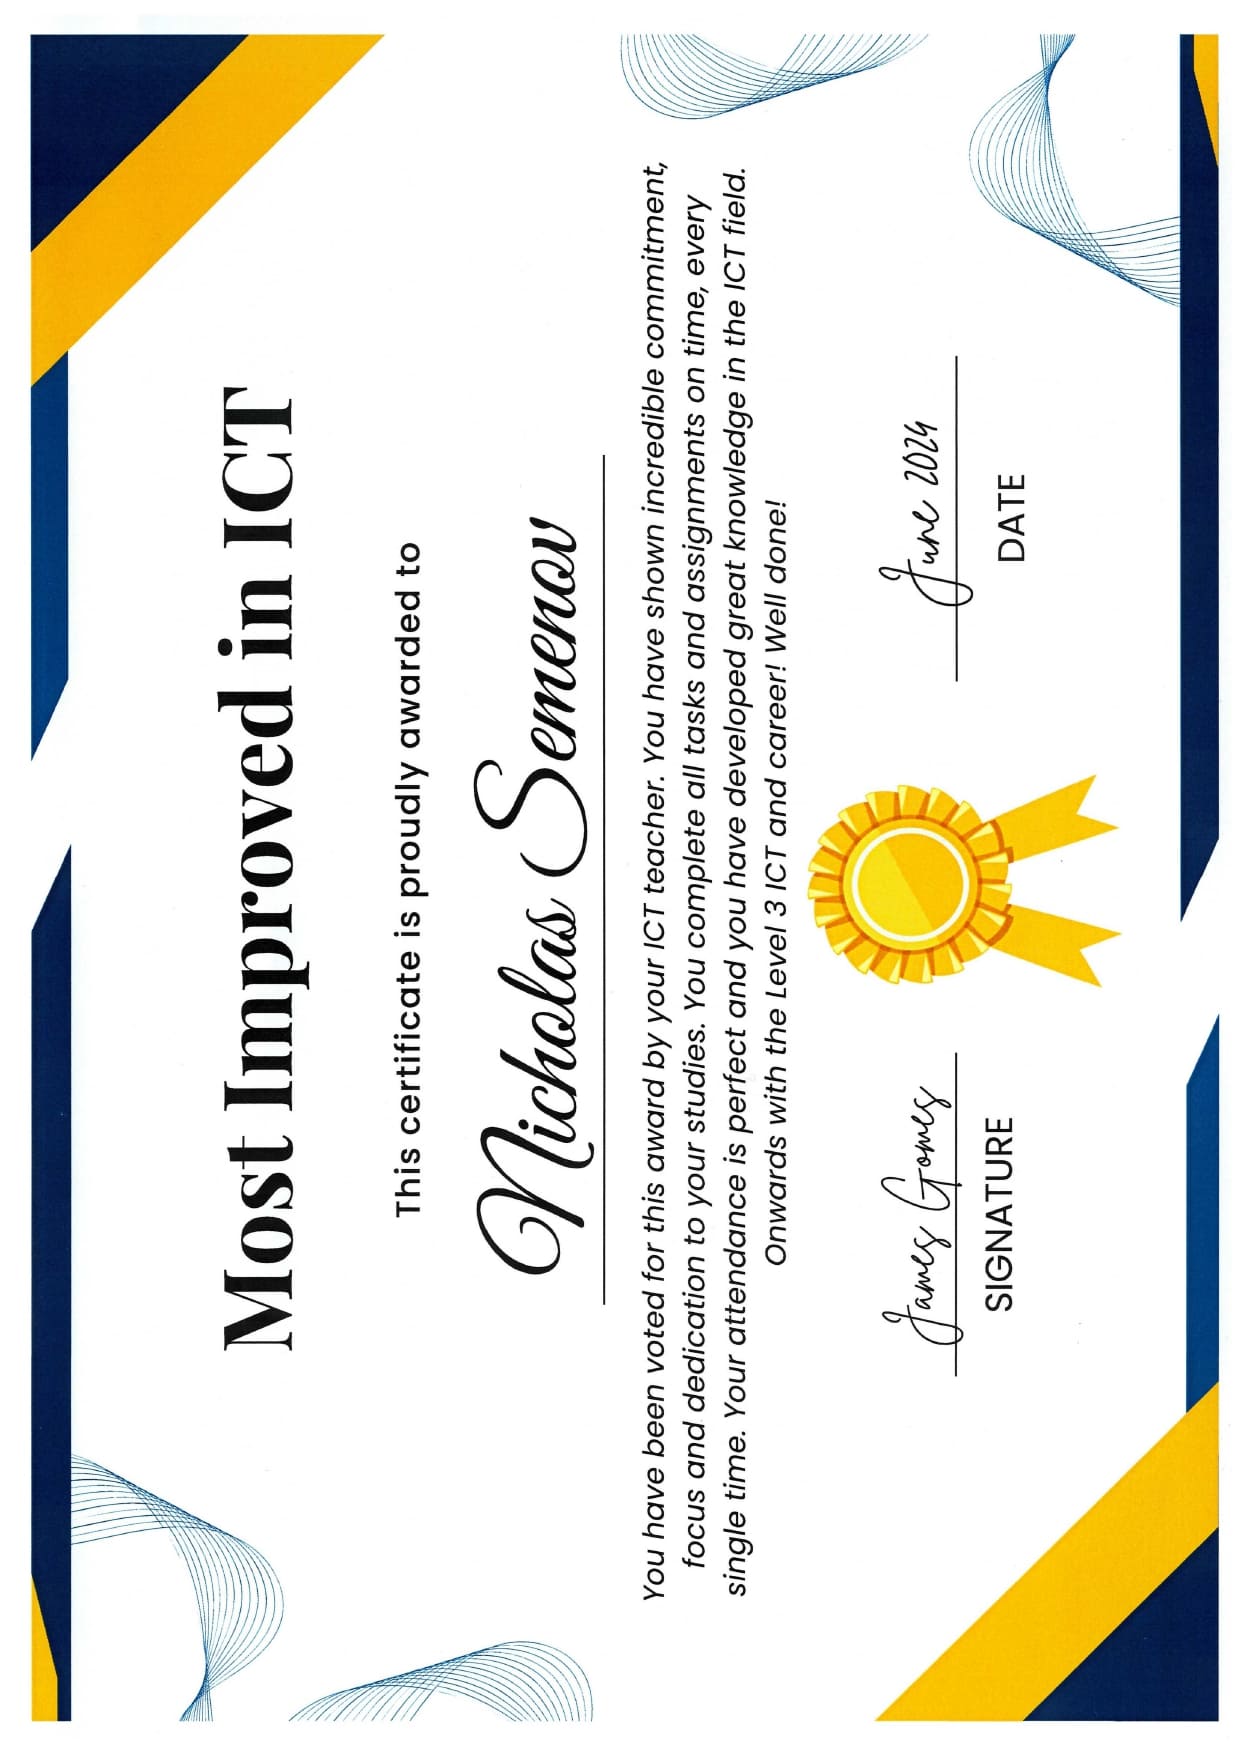 Most Improved in ICT
This certificate is proudly awarded to
Nicholas Semenov
You have been voted for this award by your ICT teacher. You have shown incredible commitment,
focus and dedication to your studies. You complete all tasks and assignments on time, every
single time. Your attendance is perfect and you have developed great knowledge in the ICT field.
Onwards with the Level 3 ICT and career! Well done!
James Gomes
June 2024
SIGNATURE
DATE